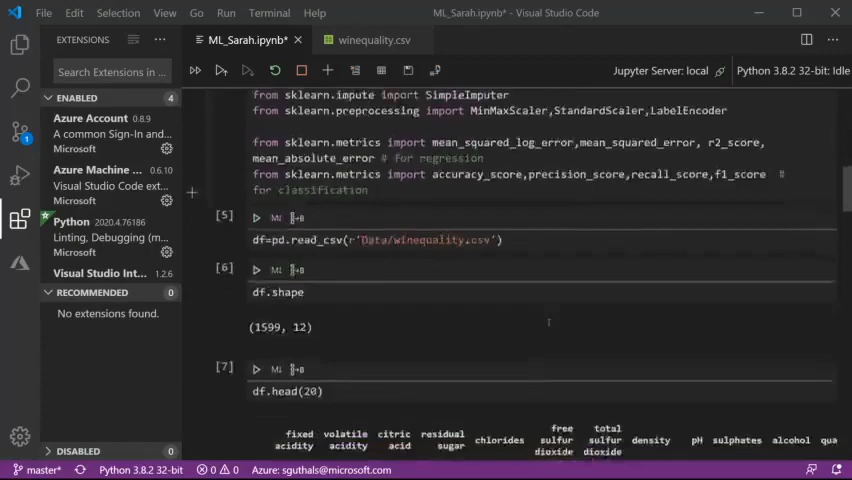 File Edit Selection View Go Run Terminal Help ML_Sarah.ipynb* - Visual Studio Code
EXTENSIONS ML_Sarah.ipynb* winequality.csv
Search Extensions in
Jupyter Server: local Python 3.8.2 32-bit: Idle
ENABLED 4
Azure Account 0.8.9
A common Sign-In and...
Microsoft
Azure Machine ... 0.6.10
Visual Studio Code ext...
Microsoft
Python 2020.4.76186
Linting, Debugging (m...
Microsoft
Visual Studio Int... 1.2.6
RECOMMENDED 0
No extensions found.
DISABLED 0
from sklearn.impute import SimpleImputer
from sklearn.preprocessing import MinMaxScaler,StandardScaler,LabelEncoder
from sklearn.metrics import mean_squared_log_error,mean_squared_error, r2_score,
mean_absolute_error # for regression
from sklearn.metrics import accuracy_score,precision_score,recall_score,f1_score #
for classification
[5]
df=pd.read_csv(r'Data/winequality.csv')
[6]
df.shape
(1599, 12)
[7]
df.head(20)
fixed acidity volatile acidity citric acid residual sugar chlorides free sulfur dioxide total sulfur dioxide density pH sulphates alcohol qua
master* Python 3.8.2 32-bit 0 0 Azure: sguthals@microsoft.com